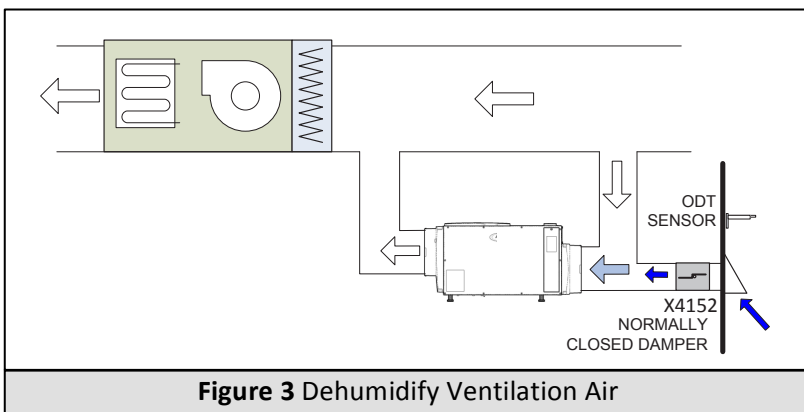 ODT
SENSOR
X4152
NORMALLY
CLOSED DAMPER
Figure 3 Dehumidify Ventilation Air